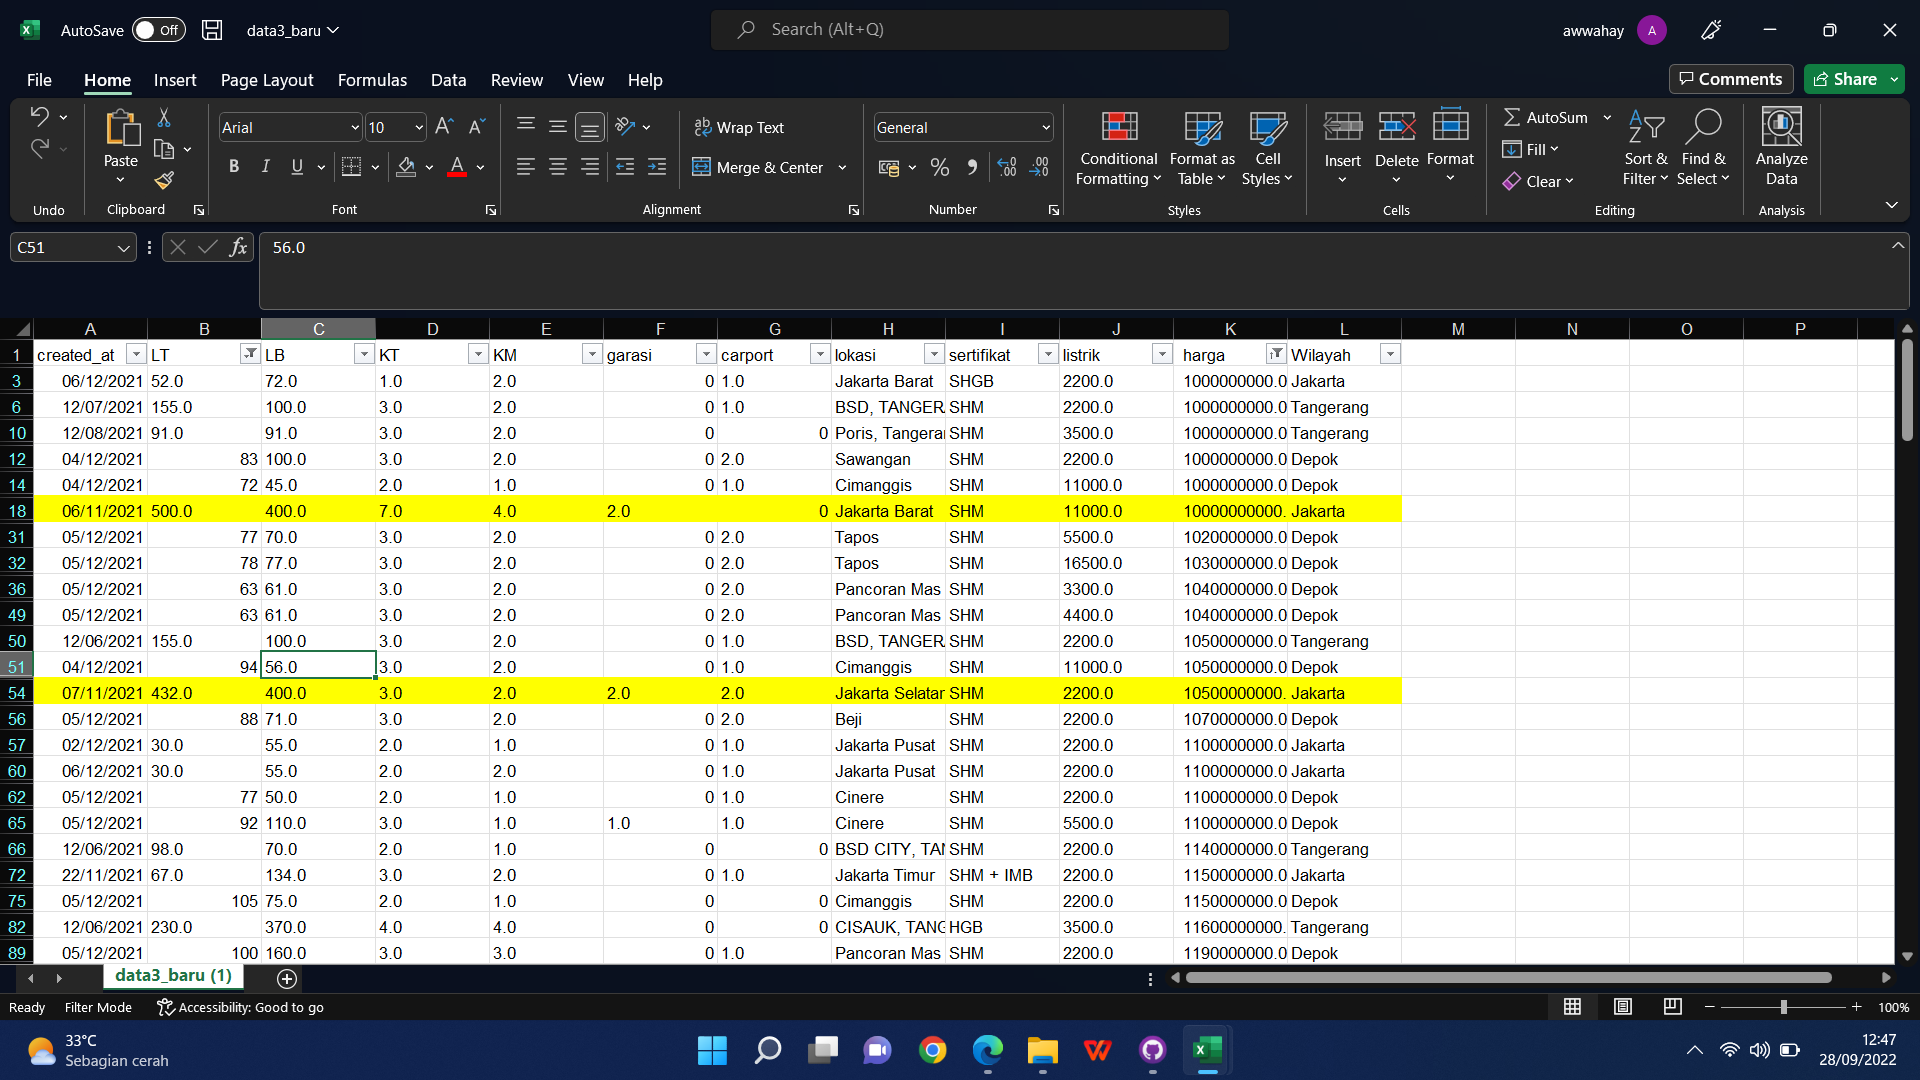 AutoSave Off data3_baru Search (Alt+Q) awwahay A
File Home Insert Page Layout Formulas Data Review View Help Comments Share
Paste
Arial 10
B I U A
Wrap Text
Merge & Center
General
Conditional Formatting
Format as Table
Cell Styles
Insert Delete Format
AutoSum
Fill
Clear
Sort & Filter
Find & Select
Analyze Data
Undo Clipboard Font Alignment Number Styles Cells Editing Analysis
C51 fx 56.0
A B C D E F G H I J K L M N O P
1 created_at LT LB KT KM garasi carport lokasi sertifikat listrik harga Wilayah
3 06/12/2021 52.0 72.0 1.0 2.0 0 1.0 Jakarta Barat SHGB 2200.0 1000000000.0 Jakarta
6 12/07/2021 155.0 100.0 3.0 2.0 0 1.0 BSD, TANGER SHM 2200.0 1000000000.0 Tangerang
10 12/08/2021 91.0 91.0 3.0 2.0 0 0 Poris, Tangera SHM 3500.0 1000000000.0 Tangerang
12 04/12/2021 83 100.0 3.0 2.0 0 2.0 Sawangan SHM 2200.0 1000000000.0 Depok
14 04/12/2021 72 45.0 2.0 1.0 0 1.0 Cimanggis SHM 11000.0 1000000000.0 Depok
18 06/11/2021 500.0 400.0 7.0 4.0 2.0 0 Jakarta Barat SHM 11000.0 10000000000. Jakarta
31 05/12/2021 77 70.0 3.0 2.0 0 2.0 Tapos SHM 5500.0 1020000000.0 Depok
32 05/12/2021 78 77.0 3.0 2.0 0 2.0 Tapos SHM 16500.0 1030000000.0 Depok
36 05/12/2021 63 61.0 3.0 2.0 0 2.0 Pancoran Mas SHM 3300.0 1040000000.0 Depok
49 05/12/2021 63 61.0 3.0 2.0 0 2.0 Pancoran Mas SHM 4400.0 1040000000.0 Depok
50 12/06/2021 155.0 100.0 3.0 2.0 0 1.0 BSD, TANGER SHM 2200.0 1050000000.0 Tangerang
51 04/12/2021 94 56.0 3.0 2.0 0 1.0 Cimanggis SHM 11000.0 1050000000.0 Depok
54 07/11/2021 432.0 400.0 3.0 2.0 2.0 2.0 Jakarta Selatar SHM 2200.0 10500000000. Jakarta
56 05/12/2021 88 71.0 3.0 2.0 0 2.0 Beji SHM 2200.0 1070000000.0 Depok
57 02/12/2021 30.0 55.0 2.0 1.0 0 1.0 Jakarta Pusat SHM 2200.0 1100000000.0 Jakarta
60 06/12/2021 30.0 55.0 2.0 2.0 0 1.0 Jakarta Pusat SHM 2200.0 1100000000.0 Jakarta
62 05/12/2021 77 50.0 2.0 1.0 0 1.0 Cinere SHM 2200.0 1100000000.0 Depok
65 05/12/2021 92 110.0 3.0 1.0 1.0 1.0 Cinere SHM 5500.0 1100000000.0 Depok
66 12/06/2021 98.0 70.0 2.0 1.0 0 0 BSD CITY, TAN SHM 2200.0 1140000000.0 Tangerang
72 22/11/2021 67.0 134.0 3.0 2.0 0 1.0 Jakarta Timur SHM + IMB 2200.0 1150000000.0 Jakarta
75 05/12/2021 105 75.0 2.0 1.0 0 0 Cimanggis SHM 2200.0 1150000000.0 Depok
82 12/06/2021 230.0 370.0 4.0 4.0 0 0 CISAUK, TANG HGB 3500.0 11600000000. Tangerang
89 05/12/2021 100 160.0 3.0 3.0 0 1.0 Pancoran Mas SHM 2200.0 1190000000.0 Depok
data3_baru (1)
Ready Filter Mode Accessibility: Good to go 100%
33°C
Sebagian cerah
12:47
28/09/2022